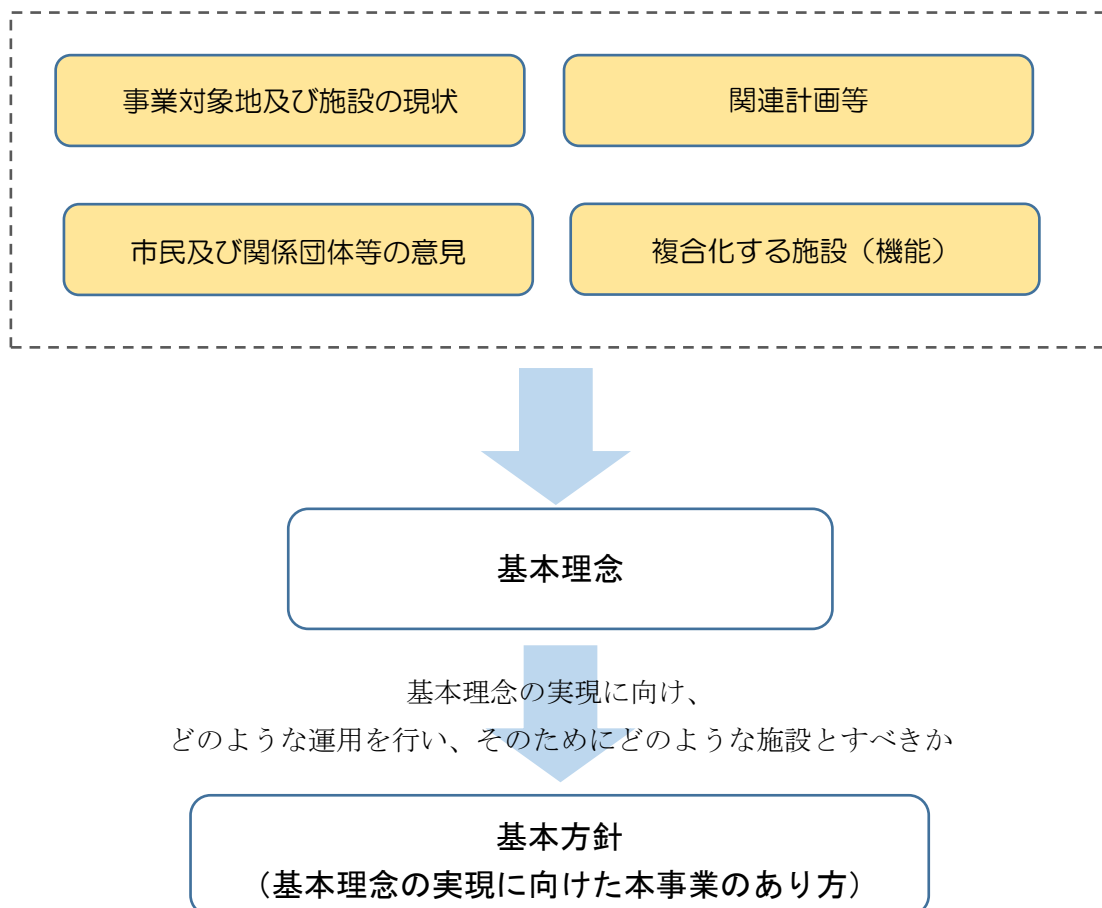 事業対象地及び施設の現状
関連計画等
市民及び関係団体等の意見
複合化する施設（機能）
基本理念
基本理念の実現に向け、
どのような運用を行い、そのためにどのような施設とすべきか
基本方針
（基本理念の実現に向けた本事業のあり方）